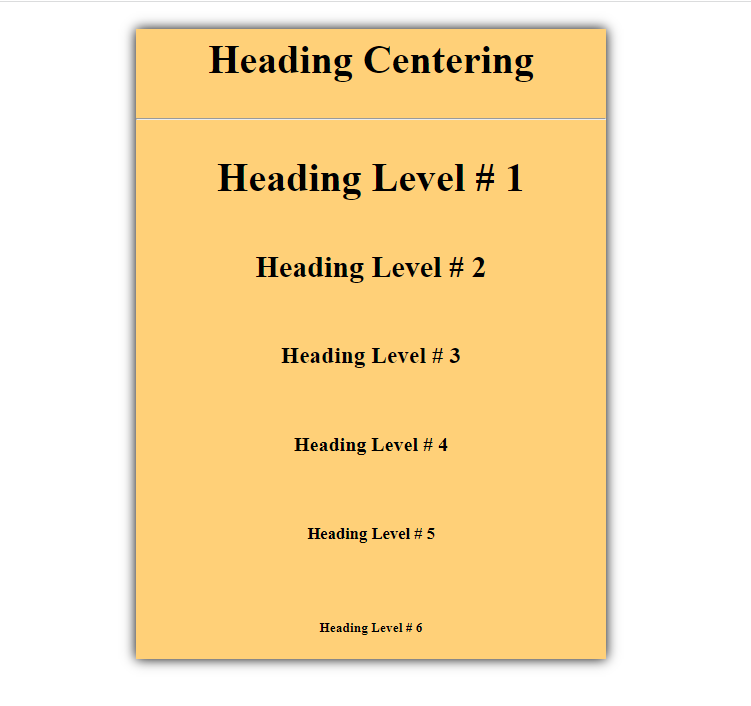 Heading Centering
Heading Level # 1
Heading Level # 2
Heading Level # 3
Heading Level # 4
Heading Level # 5
Heading Level # 6